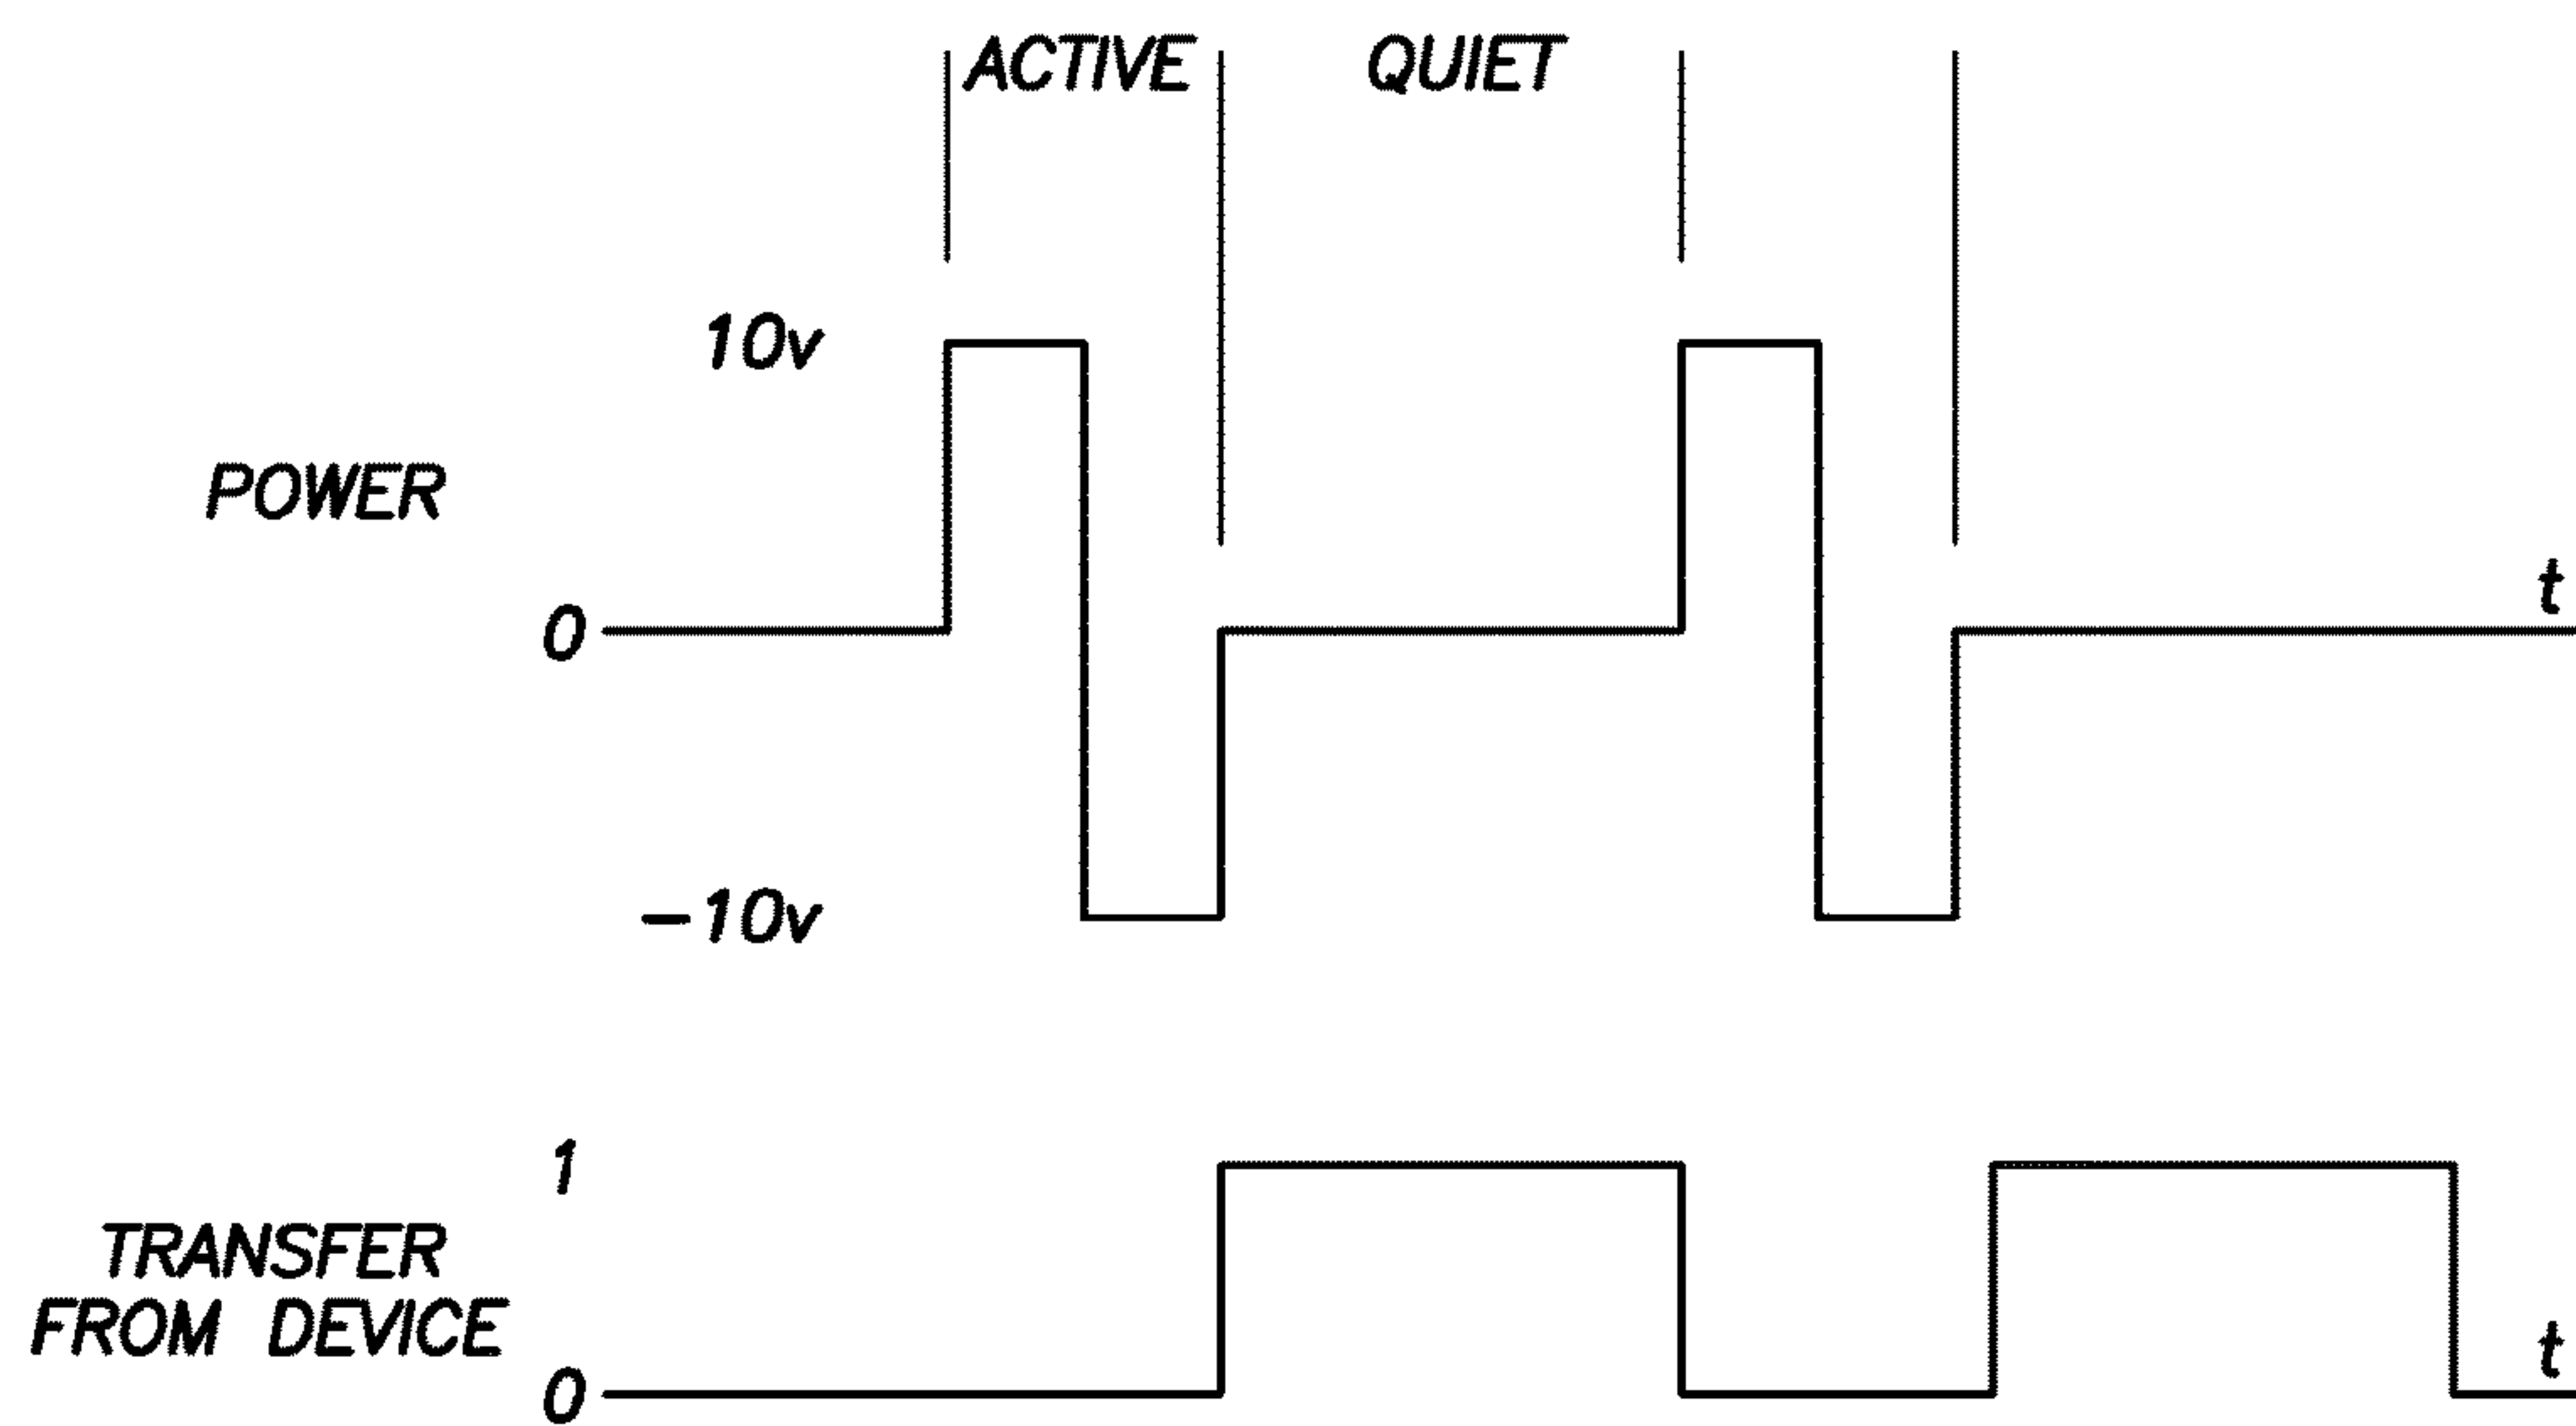 ACTIVE QUIET
10v
POWER
t
0
-10v
1
TRANSFER
FROM DEVICE
t
0